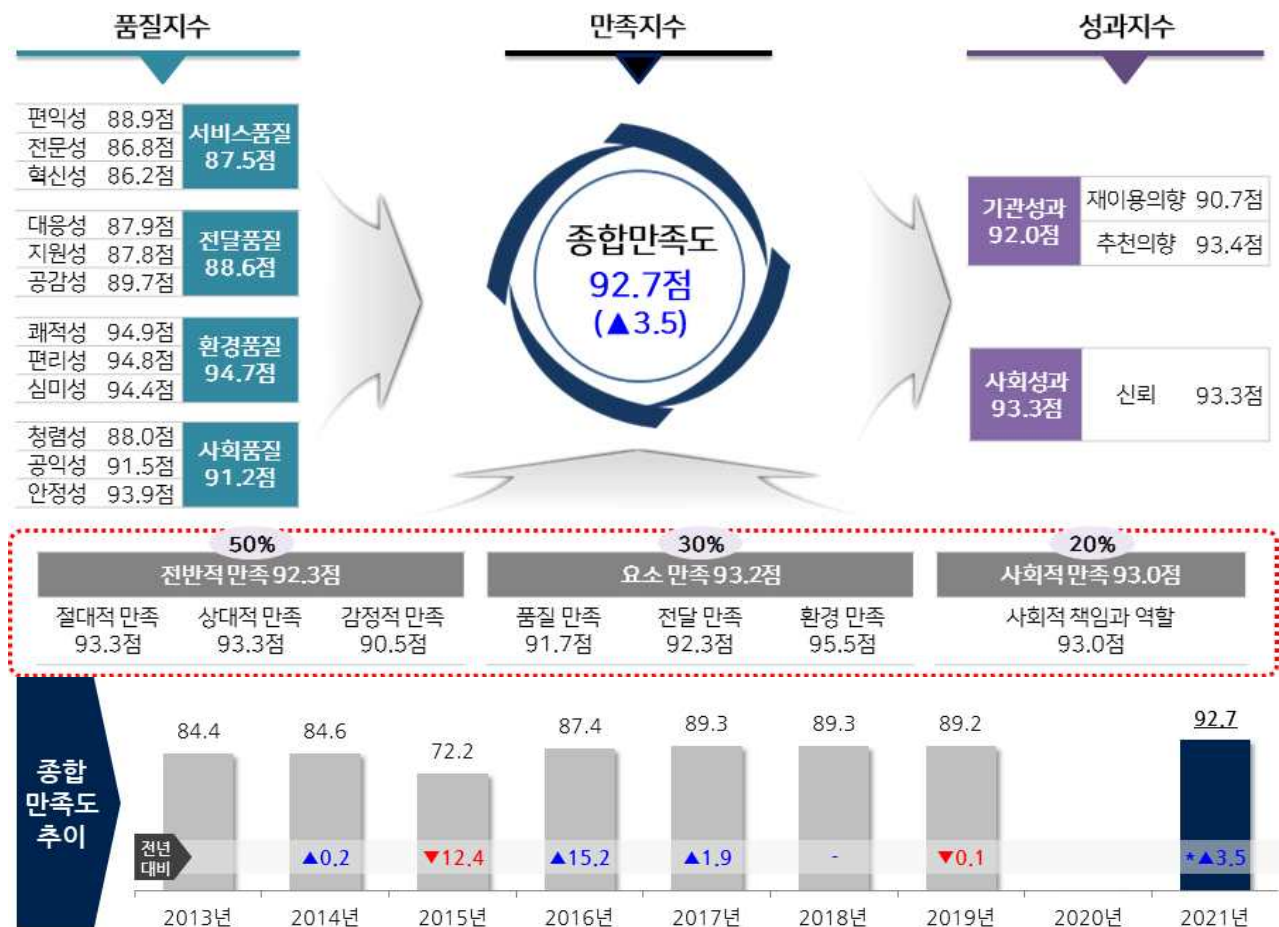 품질지수
만족지수
성과지수
편익성 88.9점
전문성 86.8점
혁신성 86.2점
서비스품질
87.5점
대응성 87.9점
지원성 87.8점
공감성 89.7점
전달품질
88.6점
쾌적성 94.9점
편리성 94.8점
심미성 94.4점
환경품질
94.7점
청렴성 88.0점
공익성 91.5점
안정성 93.9점
사회품질
91.2점
종합만족도
92.7점
(▲3.5)
기관성과
92.0점
재이용의향 90.7점
추천의향 93.4점
사회성과
93.3점
신뢰 93.3점
50%
전반적 만족 92.3점
절대적 만족 상대적 만족 감정적 만족
93.3점 93.3점 90.5점
30%
요소 만족 93.2점
품질 만족 전달 만족 환경 만족
91.7점 92.3점 95.5점
20%
사회적 만족 93.0점
사회적 책임과 역할
93.0점
종합
만족도
추이
84.4 84.6 72.2 87.4 89.3 89.3 89.2 92.7
전년
대비
▲0.2 ▼12.4 ▲15.2 ▲1.9 - ▼0.1 *▲3.5
2013년 2014년 2015년 2016년 2017년 2018년 2019년 2020년 2021년